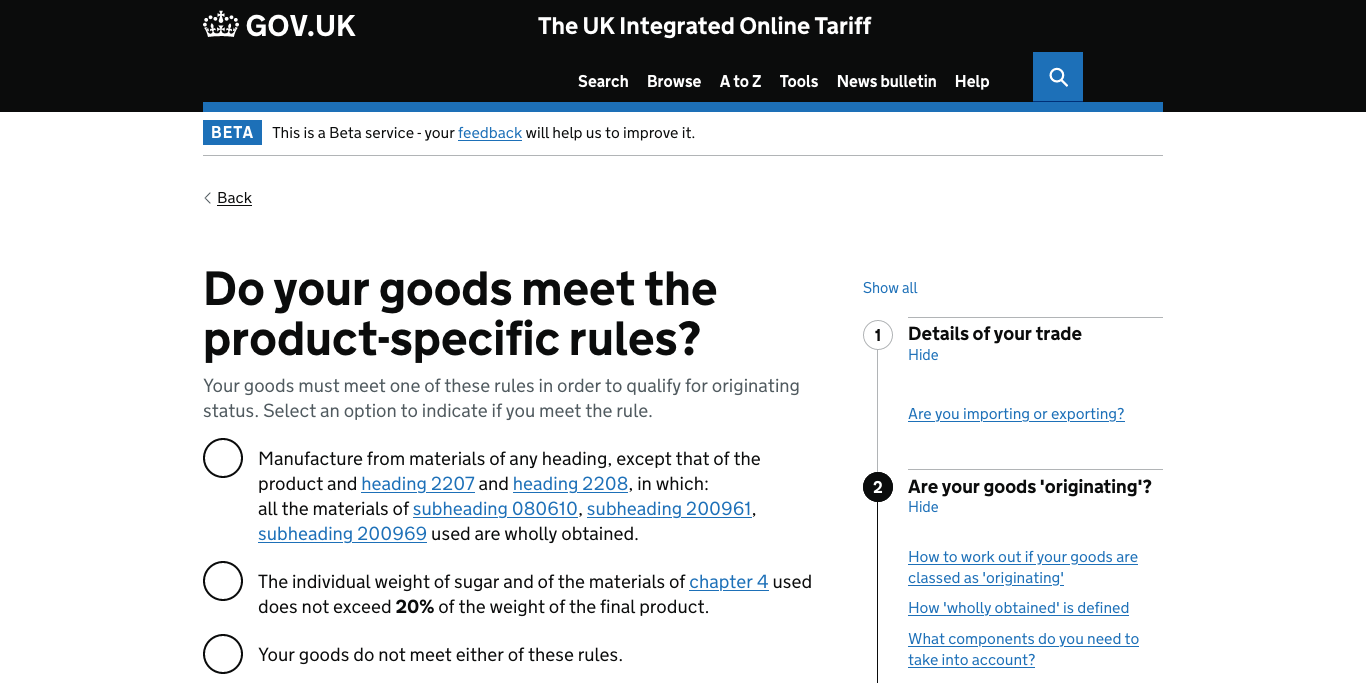 GOV.UK
The UK Integrated Online Tariff
Search Browse A to Z Tools News bulletin Help
BETA This is a Beta service - your feedback will help us to improve it.
Back
Do your goods meet the
product-specific rules?
Your goods must meet one of these rules in order to qualify for originating
status. Select an option to indicate if you meet the rule.
Manufacture from materials of any heading, except that of the
product and heading 2207 and heading 2208, in which:
all the materials of subheading 080610, subheading 200961,
subheading 200969 used are wholly obtained.
The individual weight of sugar and of the materials of chapter 4 used
does not exceed 20% of the weight of the final product.
Your goods do not meet either of these rules.
Show all
1 Details of your trade
Hide
Are you importing or exporting?
2 Are your goods 'originating'?
Hide
How to work out if your goods are
classed as 'originating'
How 'wholly obtained' is defined
What components do you need to
take into account?